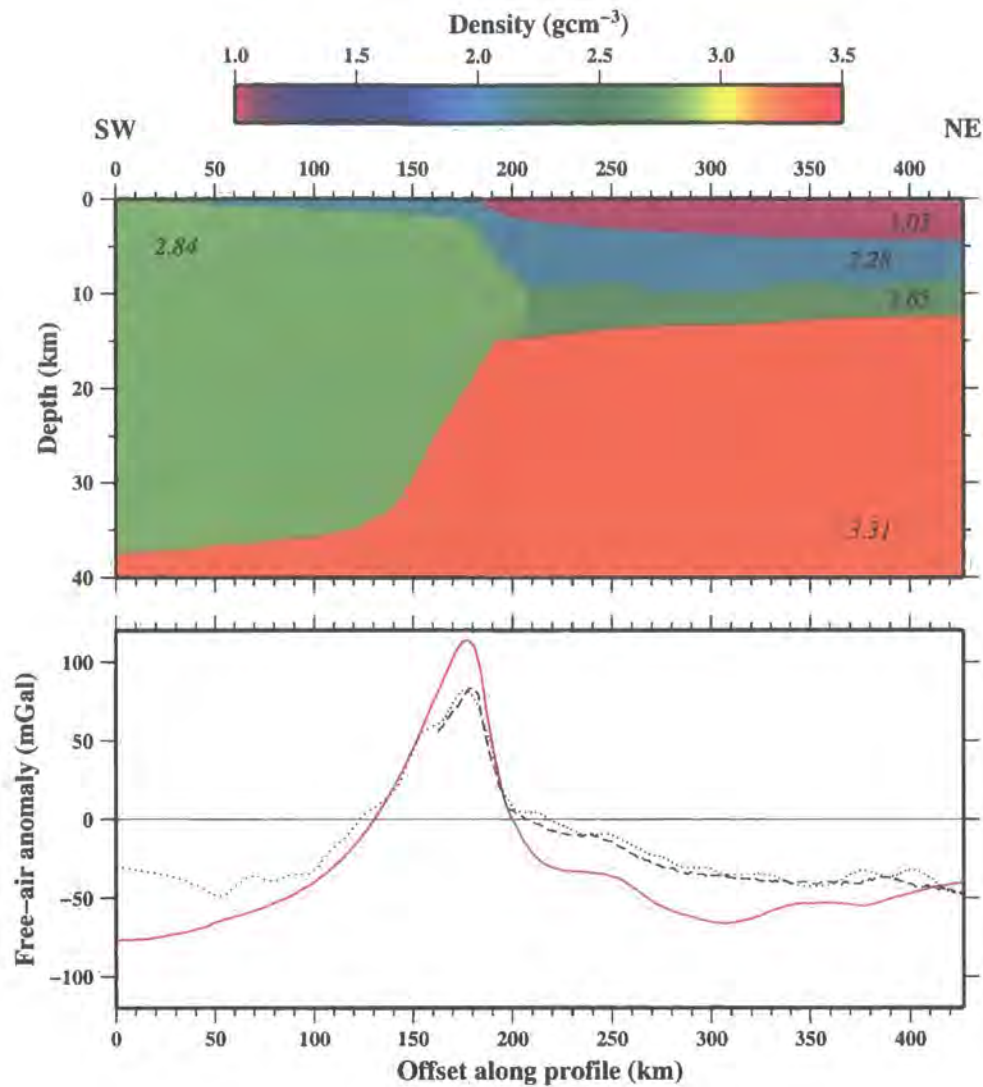 Density (gcm−3)
1.0 1.5 2.0 2.5 3.0 3.5
SW NE
0 50 100 150 200 250 300 350 400
0
10
20
30
40
Depth (km)
2.84
1.03
2.28
2.85
3.31
100
50
0
−50
−100
Free−air anomaly (mGal)
0 50 100 150 200 250 300 350 400
Offset along profile (km)